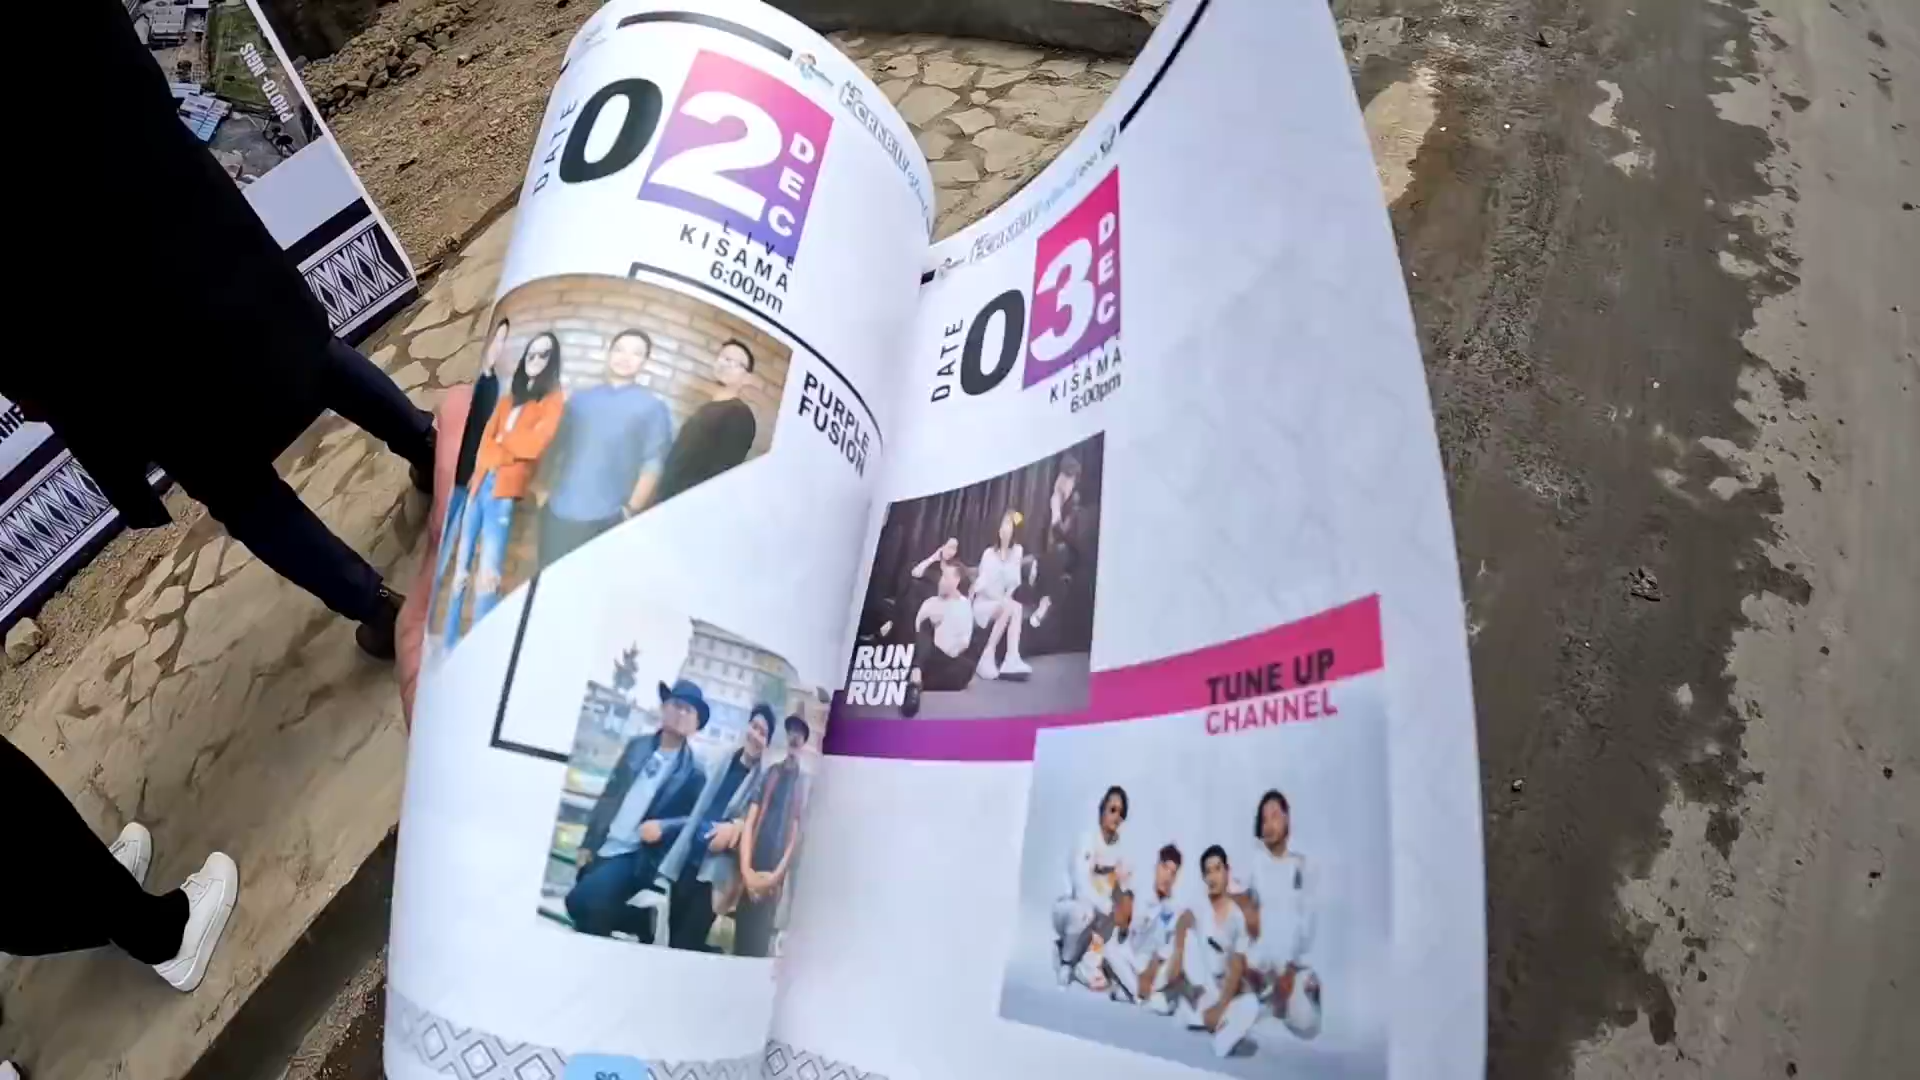 PHOTO- NGIS
DATE
02
DEC
LIVE
KISAMA
6:00pm
PURPLE
FUSION
DATE
03
DEC
LIVE
KISAMA
6:00pm
RUN
MONDAY
RUN
TUNE UP
CHANNEL